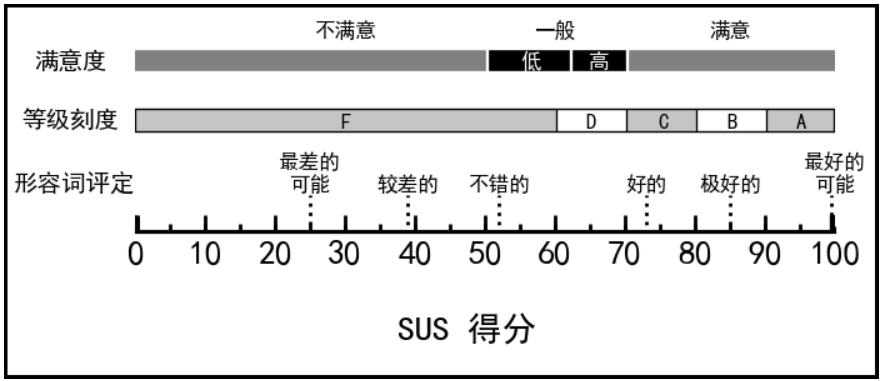 不满意 一般 满意
满意度 低 高
等级刻度 F D C B A
最差的 最好的
形容词评定 可能 较差的 不错的 好的 极好的 可能
0 10 20 30 40 50 60 70 80 90 100
SUS 得分